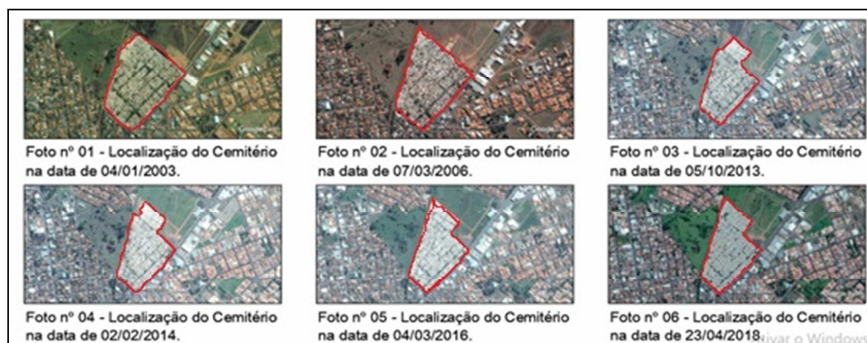 Foto nº 01 - Localização do Cemitério
na data de 04/01/2003.
Foto nº 02 - Localização do Cemitério
na data de 07/03/2006.
Foto nº 03 - Localização do Cemitério
na data de 05/10/2013.
Foto nº 04 - Localização do Cemitério
na data de 02/02/2014.
Foto nº 05 - Localização do Cemitério
na data de 04/03/2016.
Foto nº 06 - Localização do Cemitério
na data de 23/04/2018.
tivar o Windows